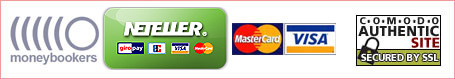 moneybookers
NETELLER®
giropay VISA MasterCard
MasterCard VISA
COMODO
AUTHENTIC
SITE
SECURED BY SSL